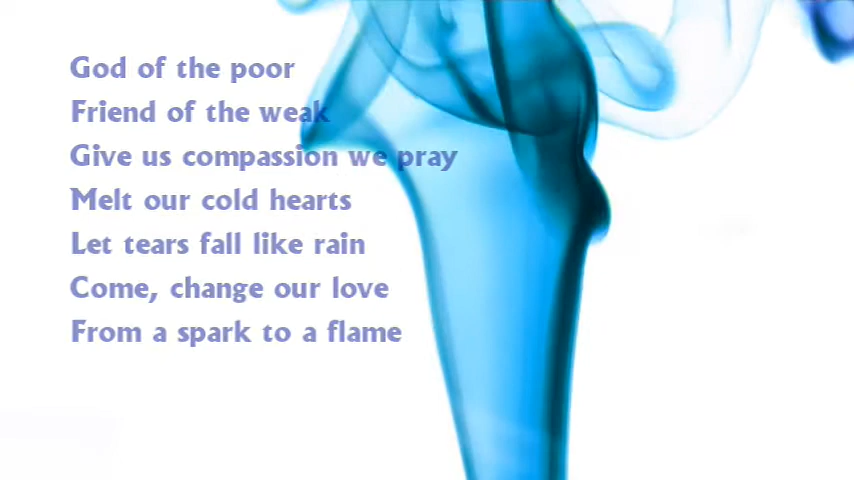 God of the poor
Friend of the weak
Give us compassion we pray
Melt our cold hearts
Let tears fall like rain
Come, change our love
From a spark to a flame